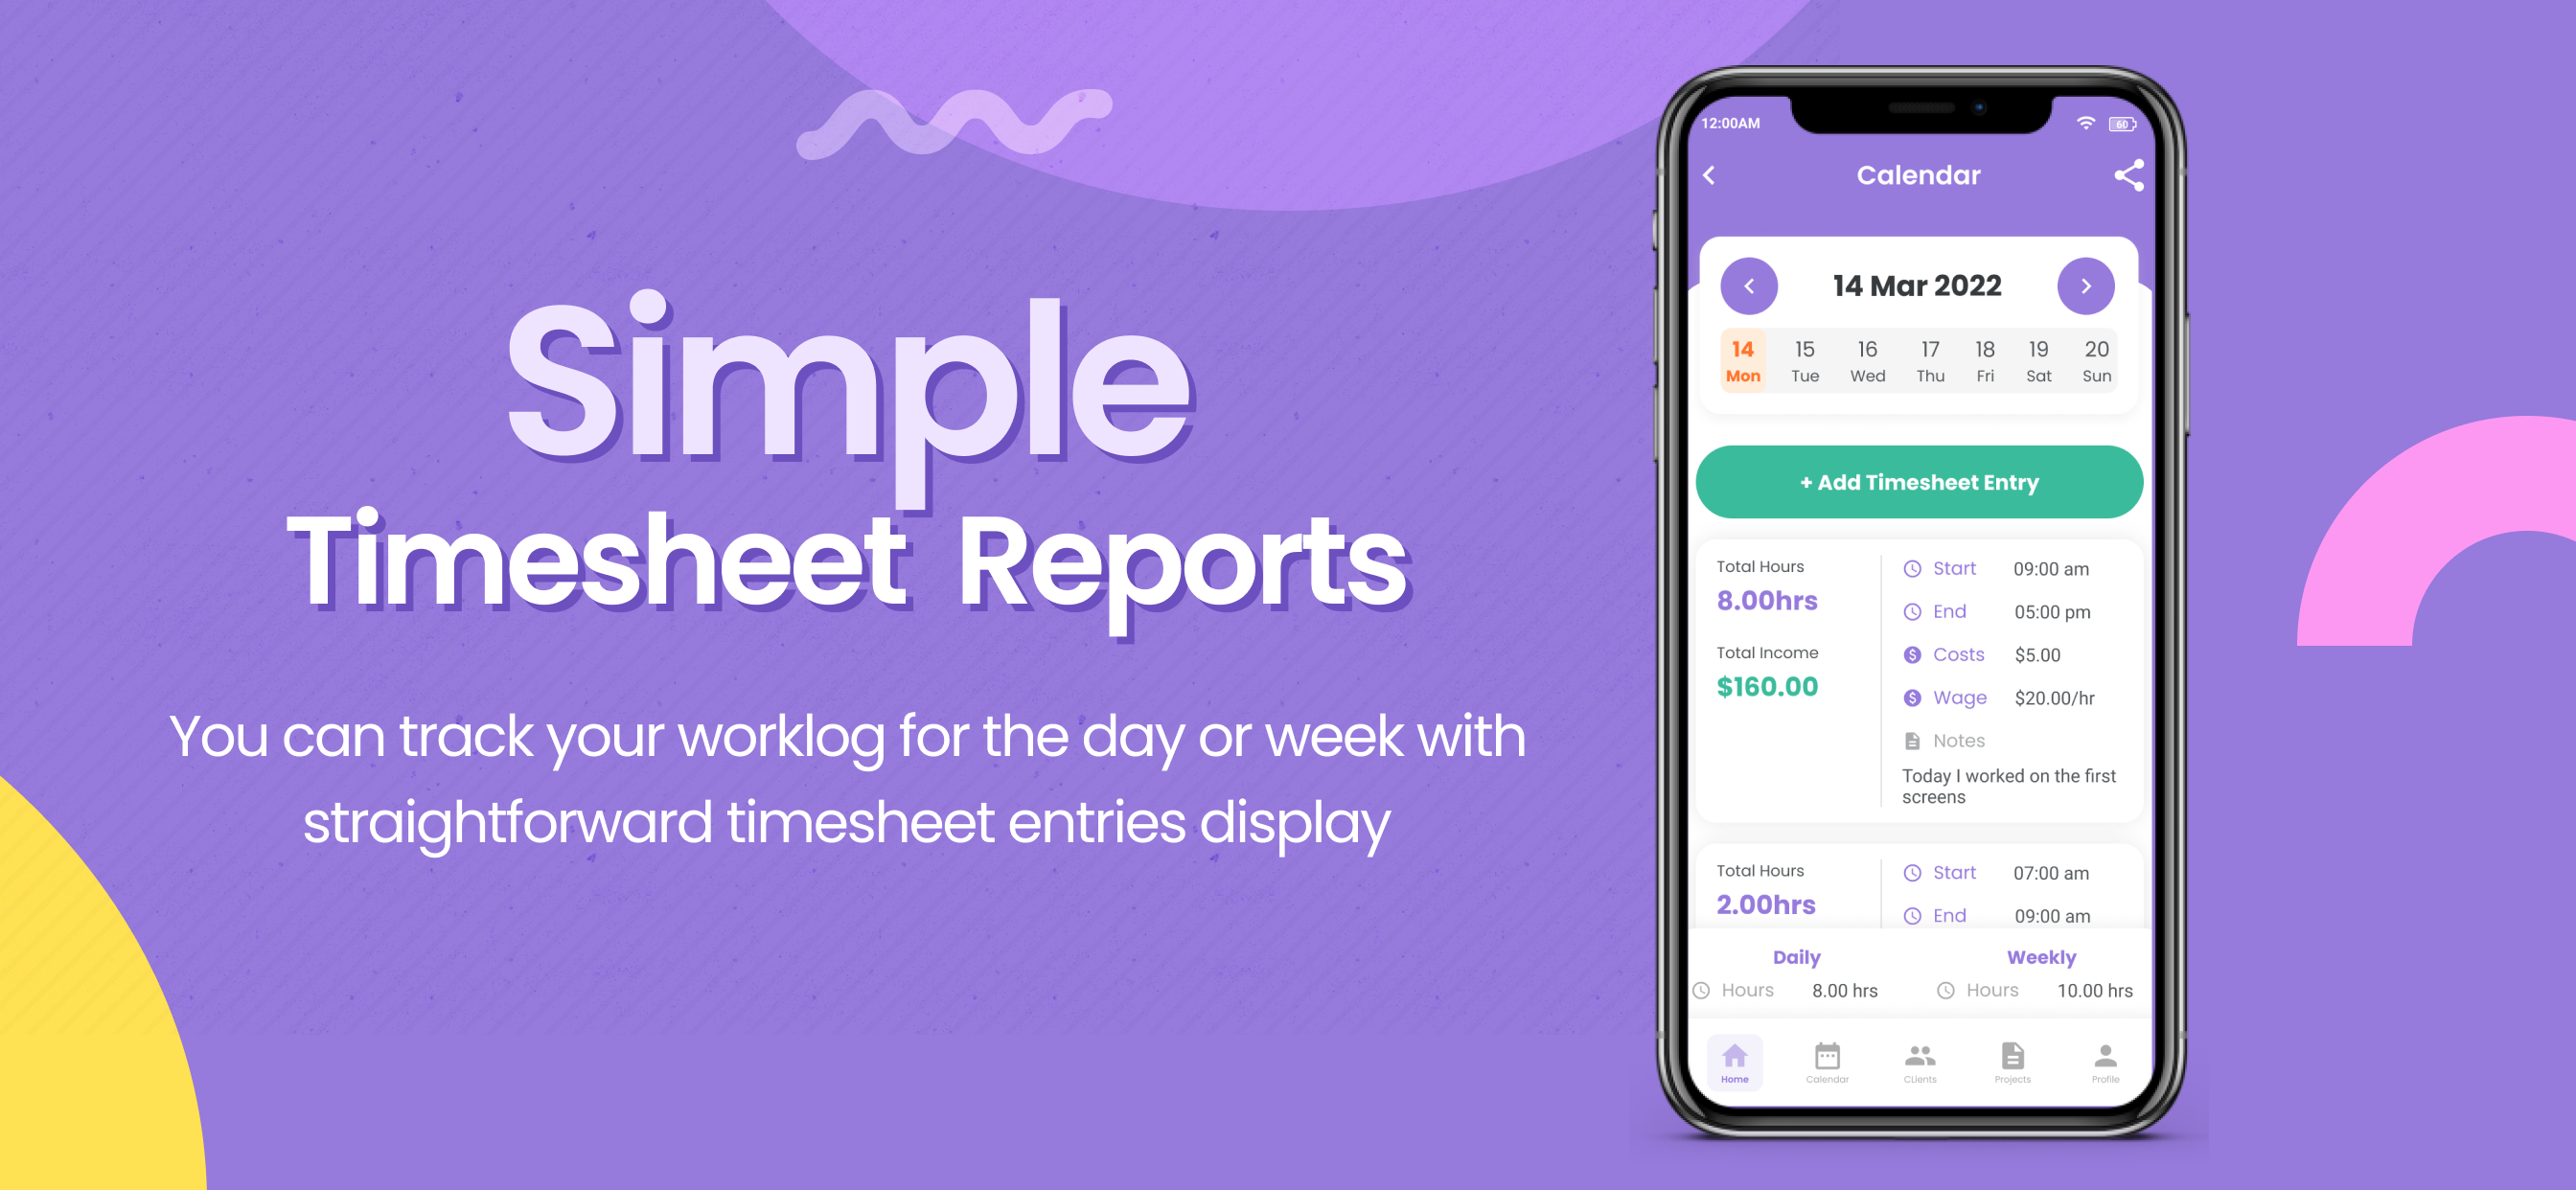 Simple
Timesheet Reports
You can track your worklog for the day or week with
straightforward timesheet entries display
12:00AM
60
Calendar
14 Mar 2022
14 15 16 17 18 19 20
Mon Tue Wed Thu Fri Sat Sun
+ Add Timesheet Entry
Total Hours
8.00hrs
Total Income
$160.00
Start 09:00 am
End 05:00 pm
Costs $5.00
Wage $20.00/hr
Notes
Today I worked on the first
screens
Total Hours
2.00hrs
Start 07:00 am
End 09:00 am
Daily
Hours 8.00 hrs
Weekly
Hours 10.00 hrs
Home Calendar CLients Projects Profile